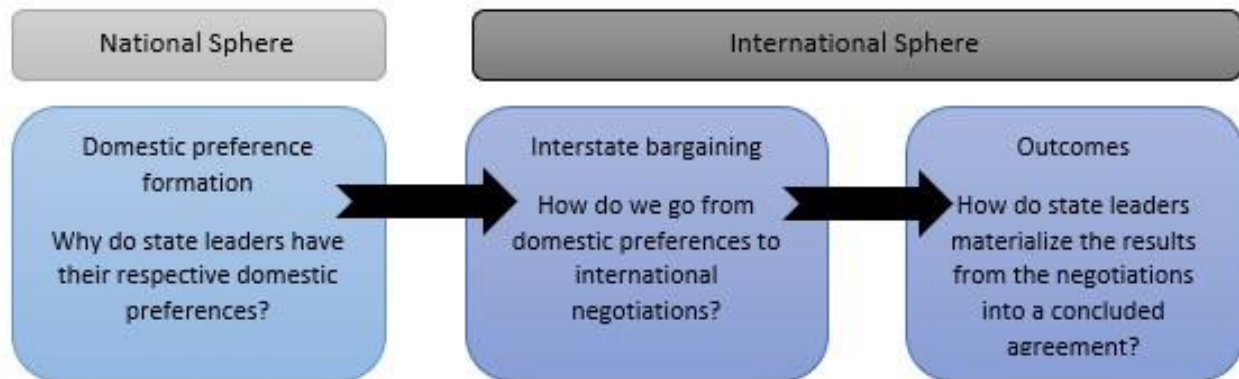 National Sphere
International Sphere
Domestic preference
formation
Why do state leaders have
their respective domestic
preferences?
Interstate bargaining
How do we go from
domestic preferences to
international
negotiations?
Outcomes
How do state leaders
materialize the results
from the negotiations
into a concluded
agreement?